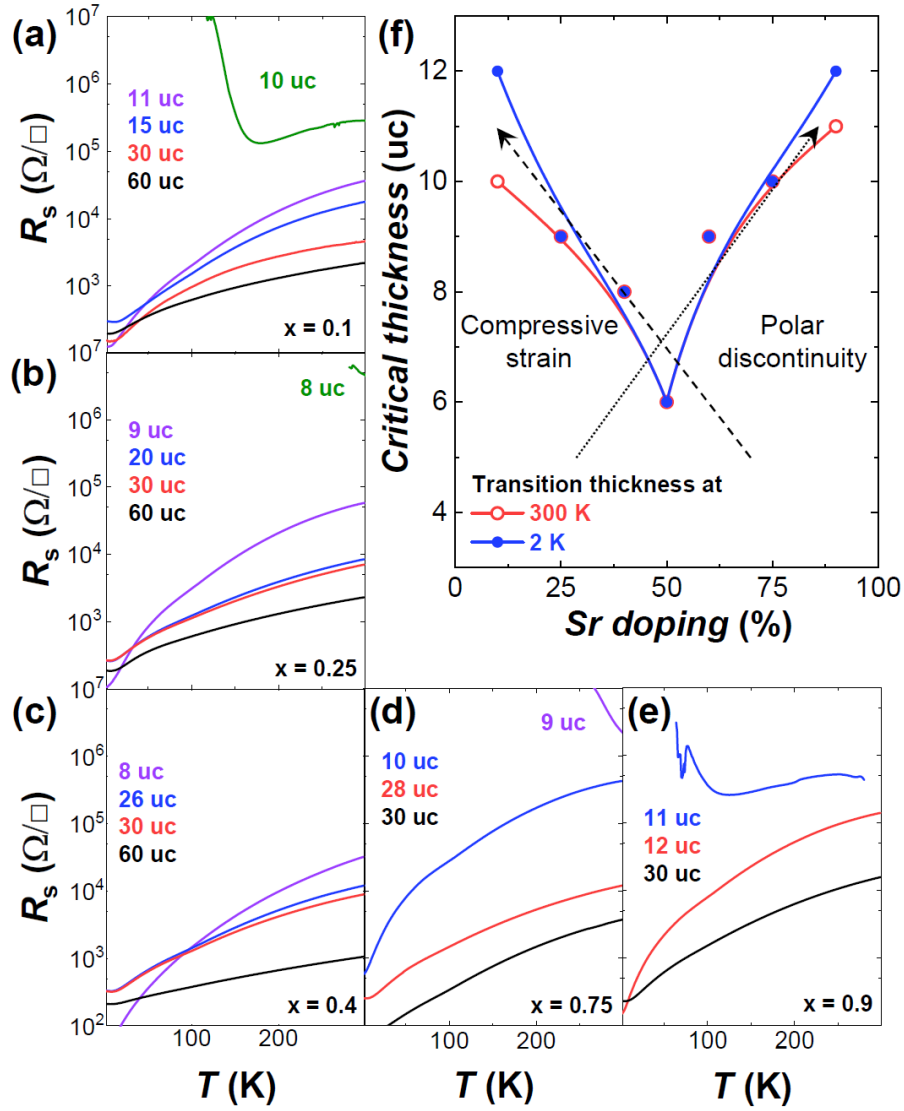 (a)
10⁷
10⁶
10⁵
10⁴
10³
Rₛ (Ω/□)
10 uc
11 uc
15 uc
30 uc
60 uc
x = 0.1
(b)
10⁷
10⁶
10⁵
10⁴
10³
Rₛ (Ω/□)
8 uc
9 uc
20 uc
30 uc
60 uc
x = 0.25
(f)
12
10
8
6
4
Critical thickness (uc)
Compressive
strain
Polar
discontinuity
Transition thickness at
300 K
2 K
0 25 50 75 100
Sr doping (%)
(c)
10⁷
10⁶
10⁵
10⁴
10³
10²
Rₛ (Ω/□)
8 uc
26 uc
30 uc
60 uc
x = 0.4
100 200
T (K)
(d)
9 uc
10 uc
28 uc
30 uc
x = 0.75
100 200
T (K)
(e)
11 uc
12 uc
30 uc
x = 0.9
100 200
T (K)